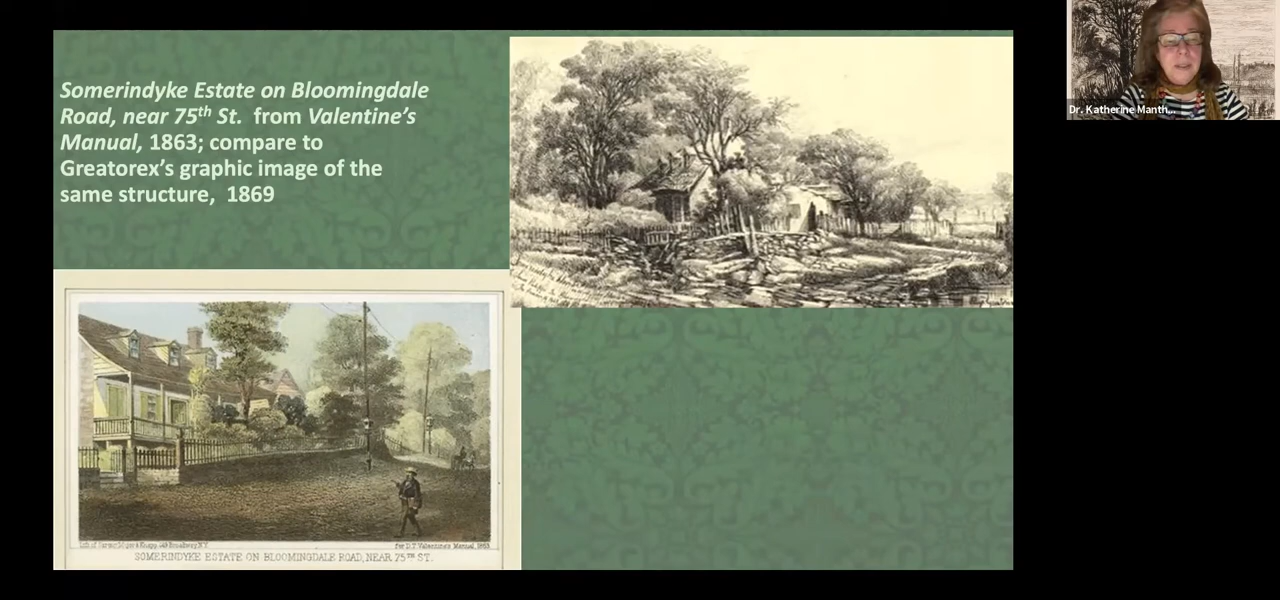 Somerindyke Estate on Bloomingdale
Road, near 75th St. from Valentine's
Manual, 1863; compare to
Greatorex's graphic image of the
same structure, 1869
Dr. Katherine Manth...
for D.T. Valentine's Manual, 1863
SOMERINDYKE ESTATE ON BLOOMINGDALE ROAD, NEAR 75TH ST.